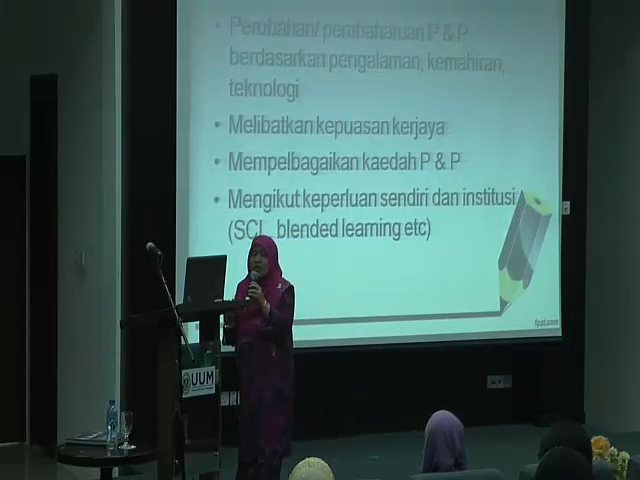 • Perubahan/ pembaharuan P & P
berdasarkan pengalaman, kemahiran,
teknologi
• Melibatkan kepuasan kerjaya
• Mempelbagaikan kaedah P & P
• Mengikut keperluan sendiri dan institusi
(SCL, blended learning etc)
fppt.com
UUM